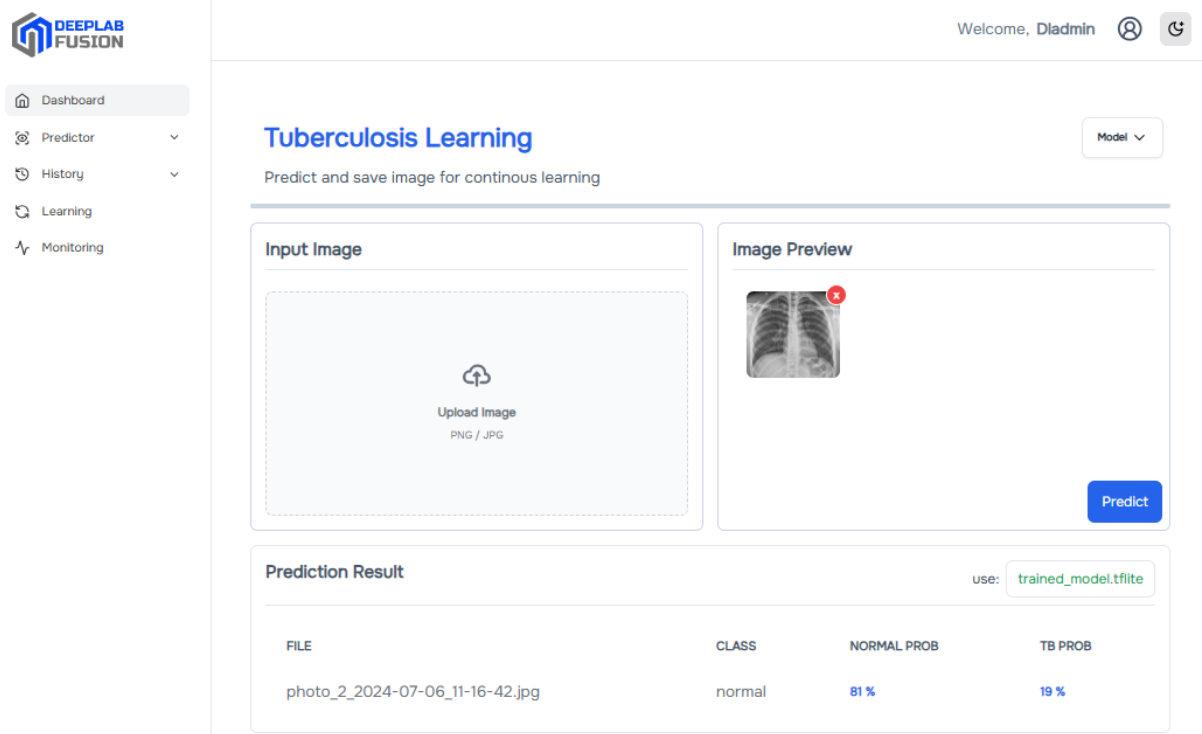 DEEPLAB
FUSION
Welcome, Dladmin
Dashboard
Predictor
History
Learning
Monitoring
Tuberculosis Learning
Model
Predict and save image for continous learning
Input Image
Upload Image
PNG / JPG
Image Preview
x
Predict
Prediction Result
use: trained_model.tflite
FILE CLASS NORMAL PROB TB PROB
photo_2_2024-07-06_11-16-42.jpg normal 81 % 19 %